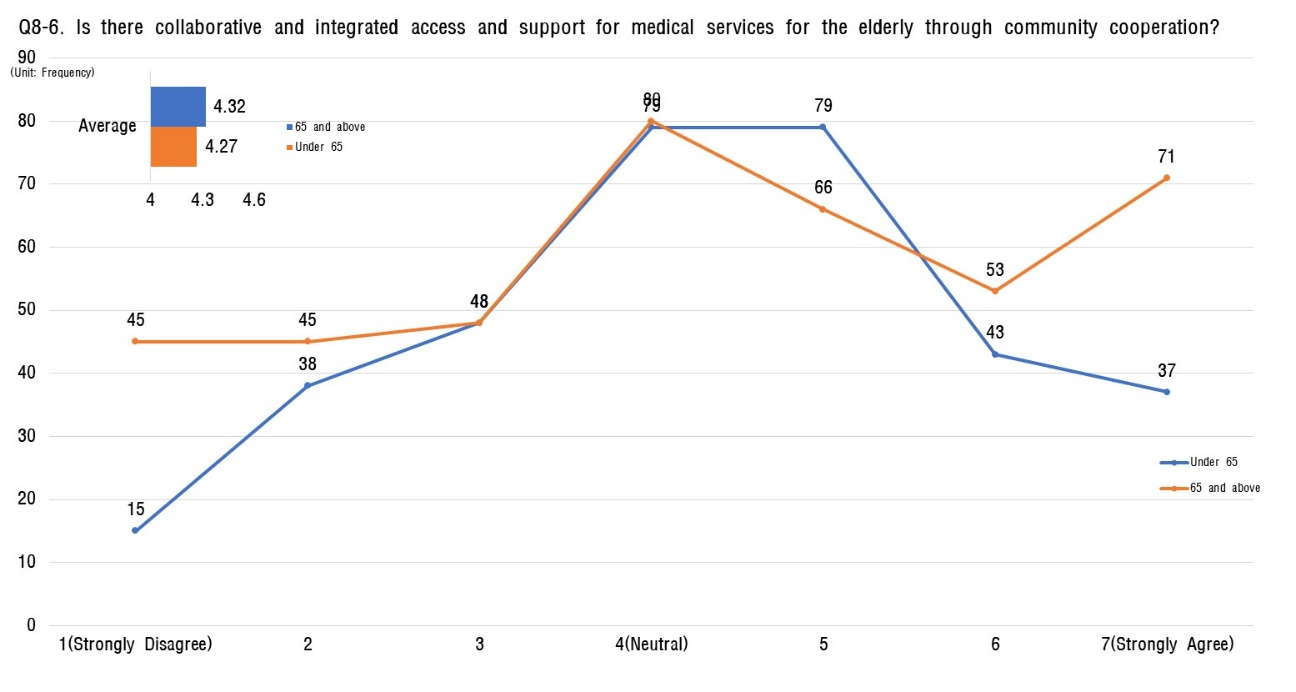 Q8-6. Is there collaborative and integrated access and support for medical services for the elderly through community cooperation?
90
(Unit: Frequency)
80
70
60
50
40
30
20
10
0
Average
4.32
4.27
4 4.3 4.6
65 and above
Under 65
45
45
48
80
79
79
66
53
71
15
38
43
37
Under 65
65 and above
1(Strongly Disagree) 2 3 4(Neutral) 5 6 7(Strongly Agree)